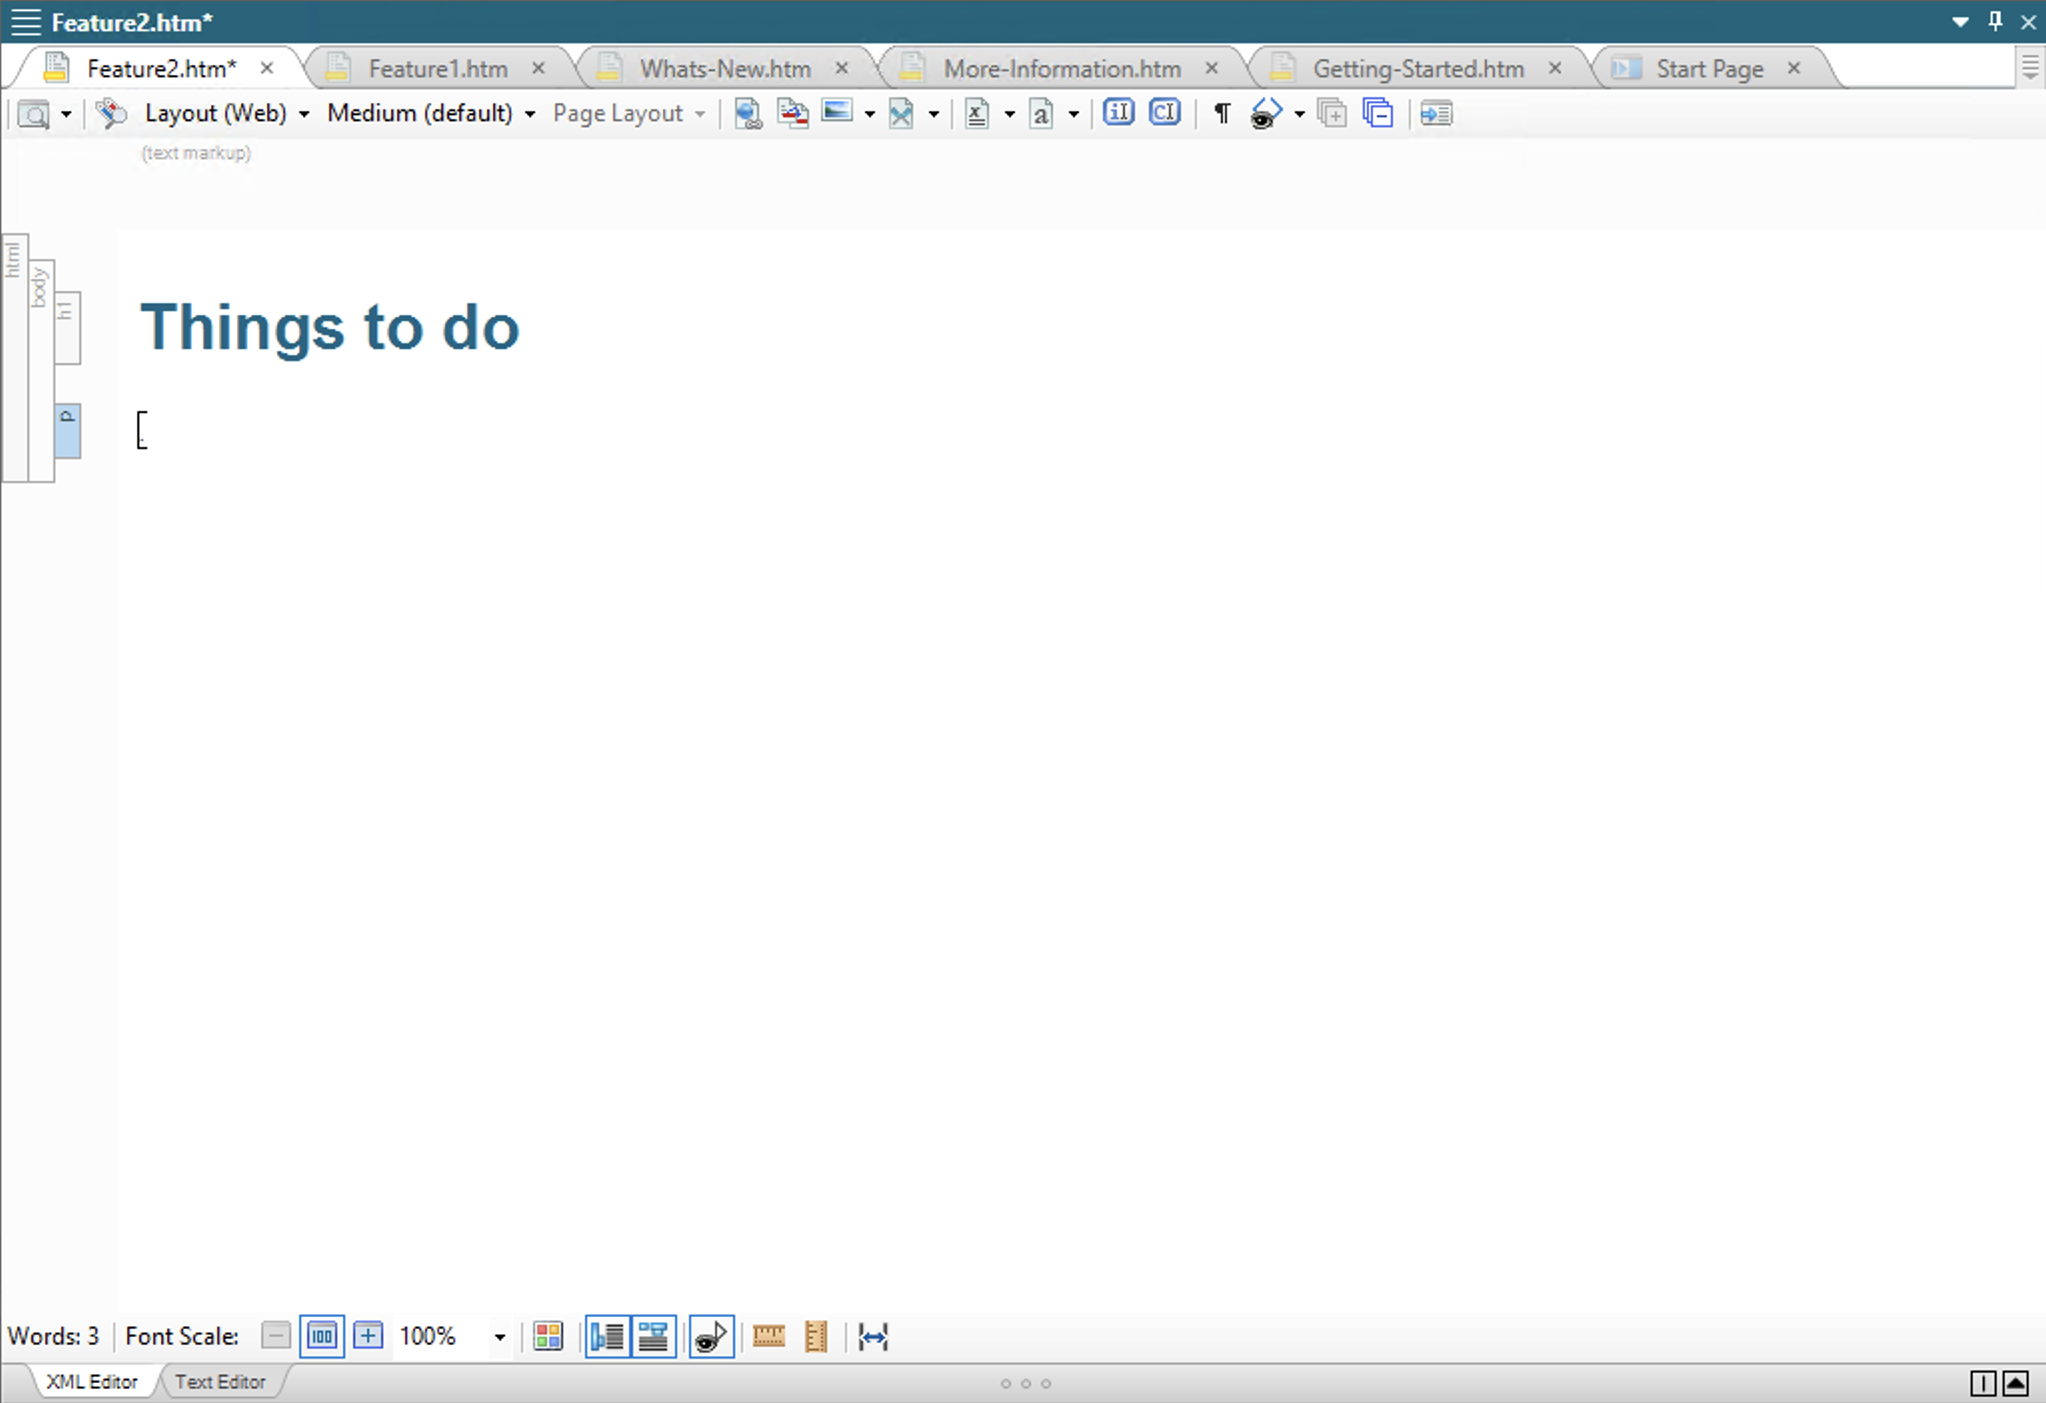 Feature2.htm*
Feature2.htm* Feature1.htm Whats-New.htm More-Information.htm Getting-Started.htm Start Page
Layout (Web) Medium (default) Page Layout
(text markup)
html
body
h1
Things to do
p
Words: 3 Font Scale: 100 100%
XML Editor Text Editor